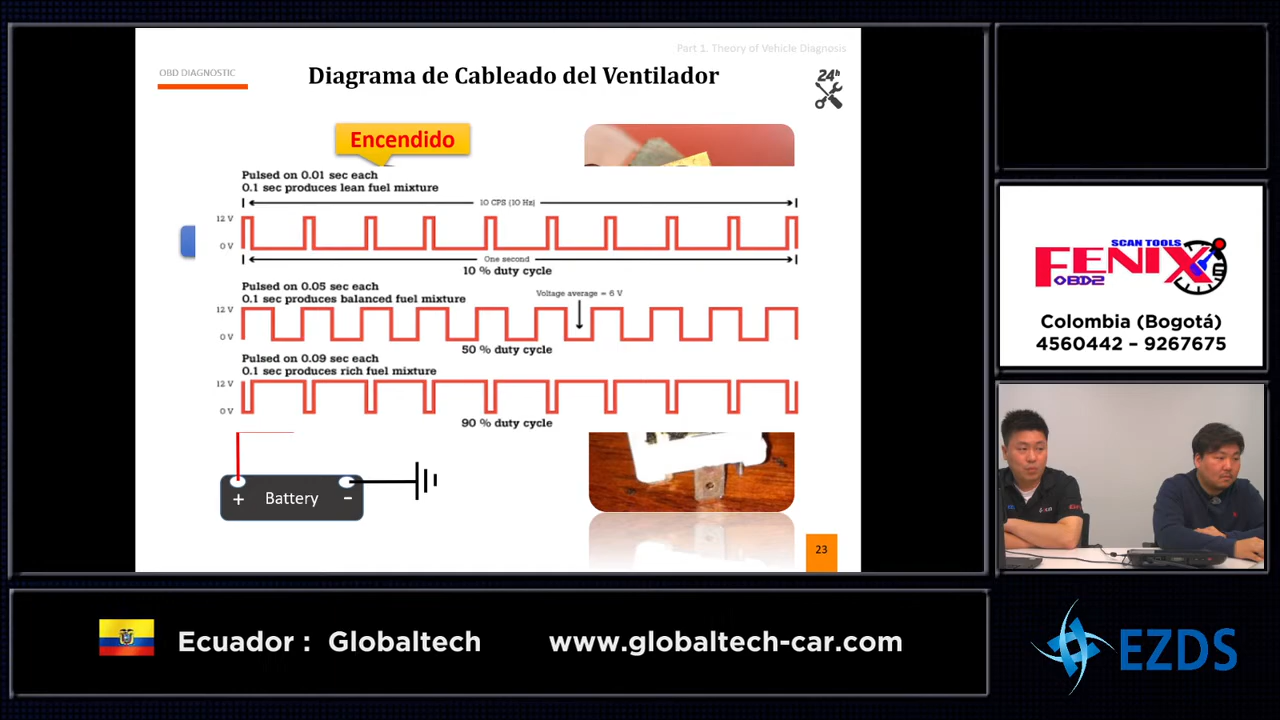 Part 1. Theory of Vehicle Diagnosis
OBD DIAGNOSTIC
Diagrama de Cableado del Ventilador
24h
Encendido
Pulsed on 0.01 sec each
0.1 sec produces lean fuel mixture
10 CPS (10 Hz)
12 V
0 V
One second
10 % duty cycle
Pulsed on 0.05 sec each
0.1 sec produces balanced fuel mixture
Voltage average = 6 V
12 V
0 V
50 % duty cycle
Pulsed on 0.09 sec each
0.1 sec produces rich fuel mixture
12 V
0 V
90 % duty cycle
+ Battery -
23
SCAN TOOLS
FENIX
OBD2
Colombia (Bogotá)
4560442 – 9267675
Ecuador : Globaltech www.globaltech-car.com
EZDS